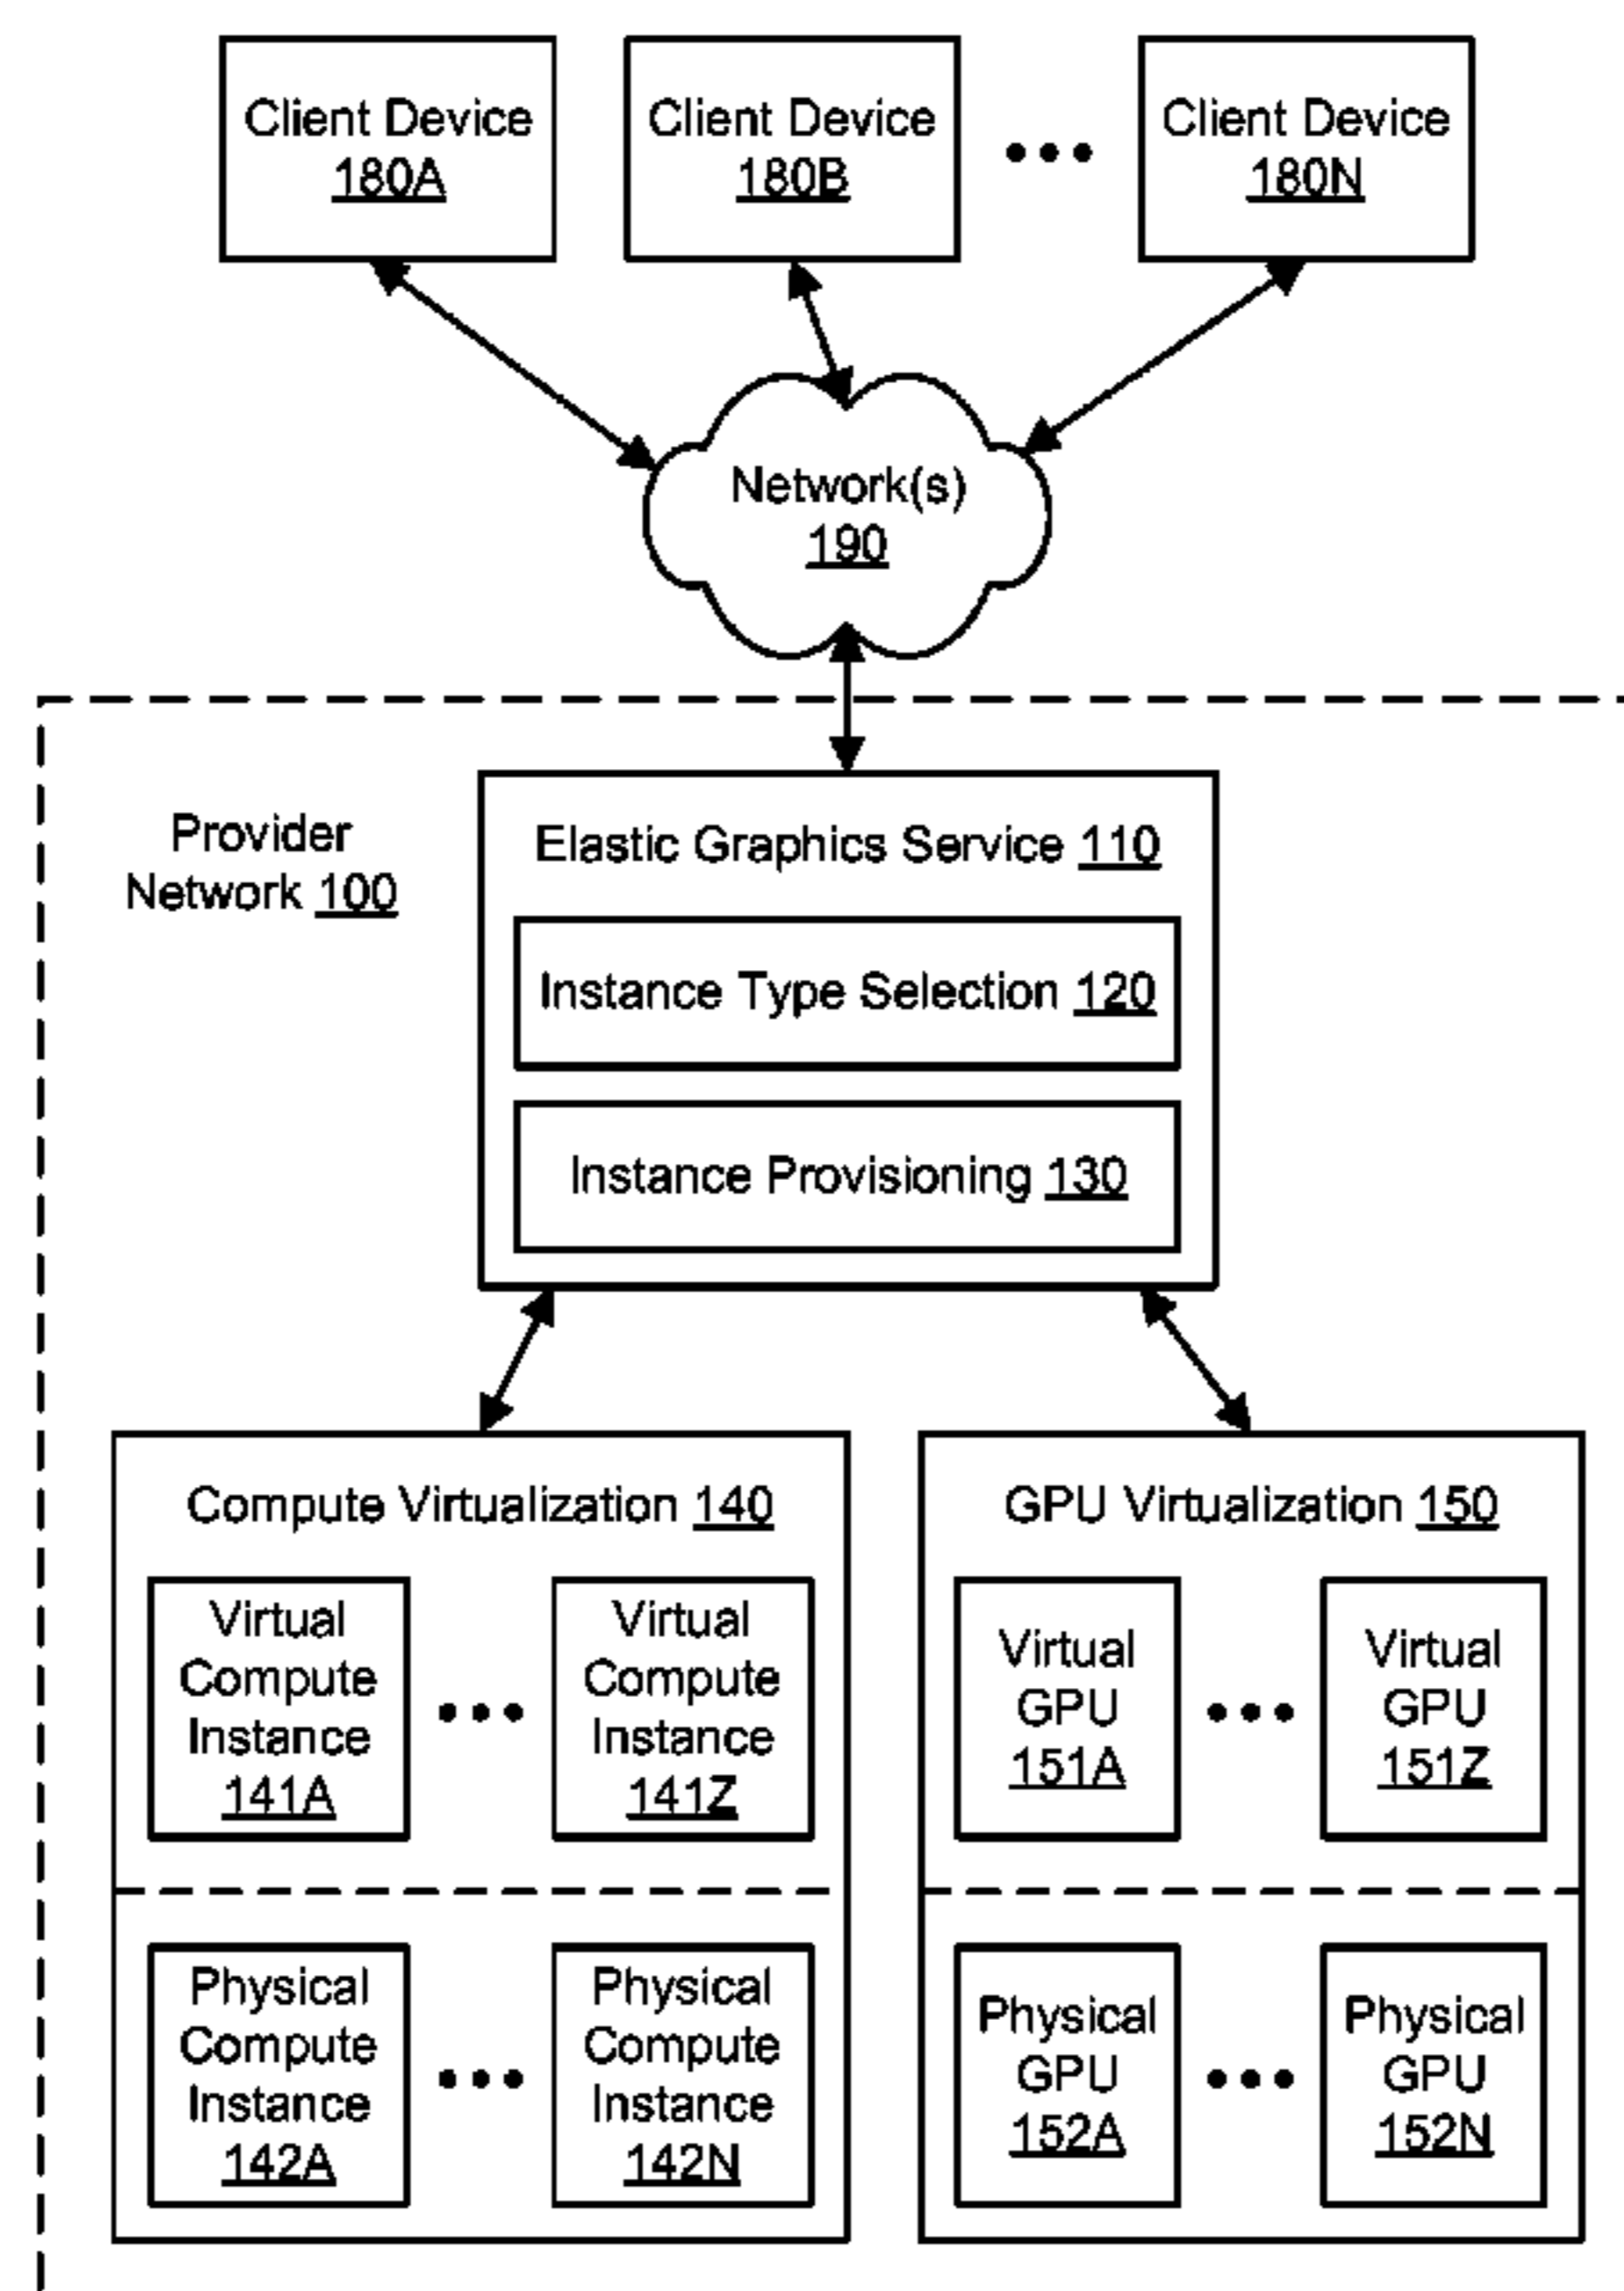 Client Device
180A
Client Device
180B
Client Device
180N
Network(s)
190
Provider
Network 100
Elastic Graphics Service 110
Instance Type Selection 120
Instance Provisioning 130
Compute Virtualization 140
Virtual
Compute
Instance
141A
Virtual
Compute
Instance
141Z
Physical
Compute
Instance
142A
Physical
Compute
Instance
142N
GPU Virtualization 150
Virtual
GPU
151A
Virtual
GPU
151Z
Physical
GPU
152A
Physical
GPU
152N